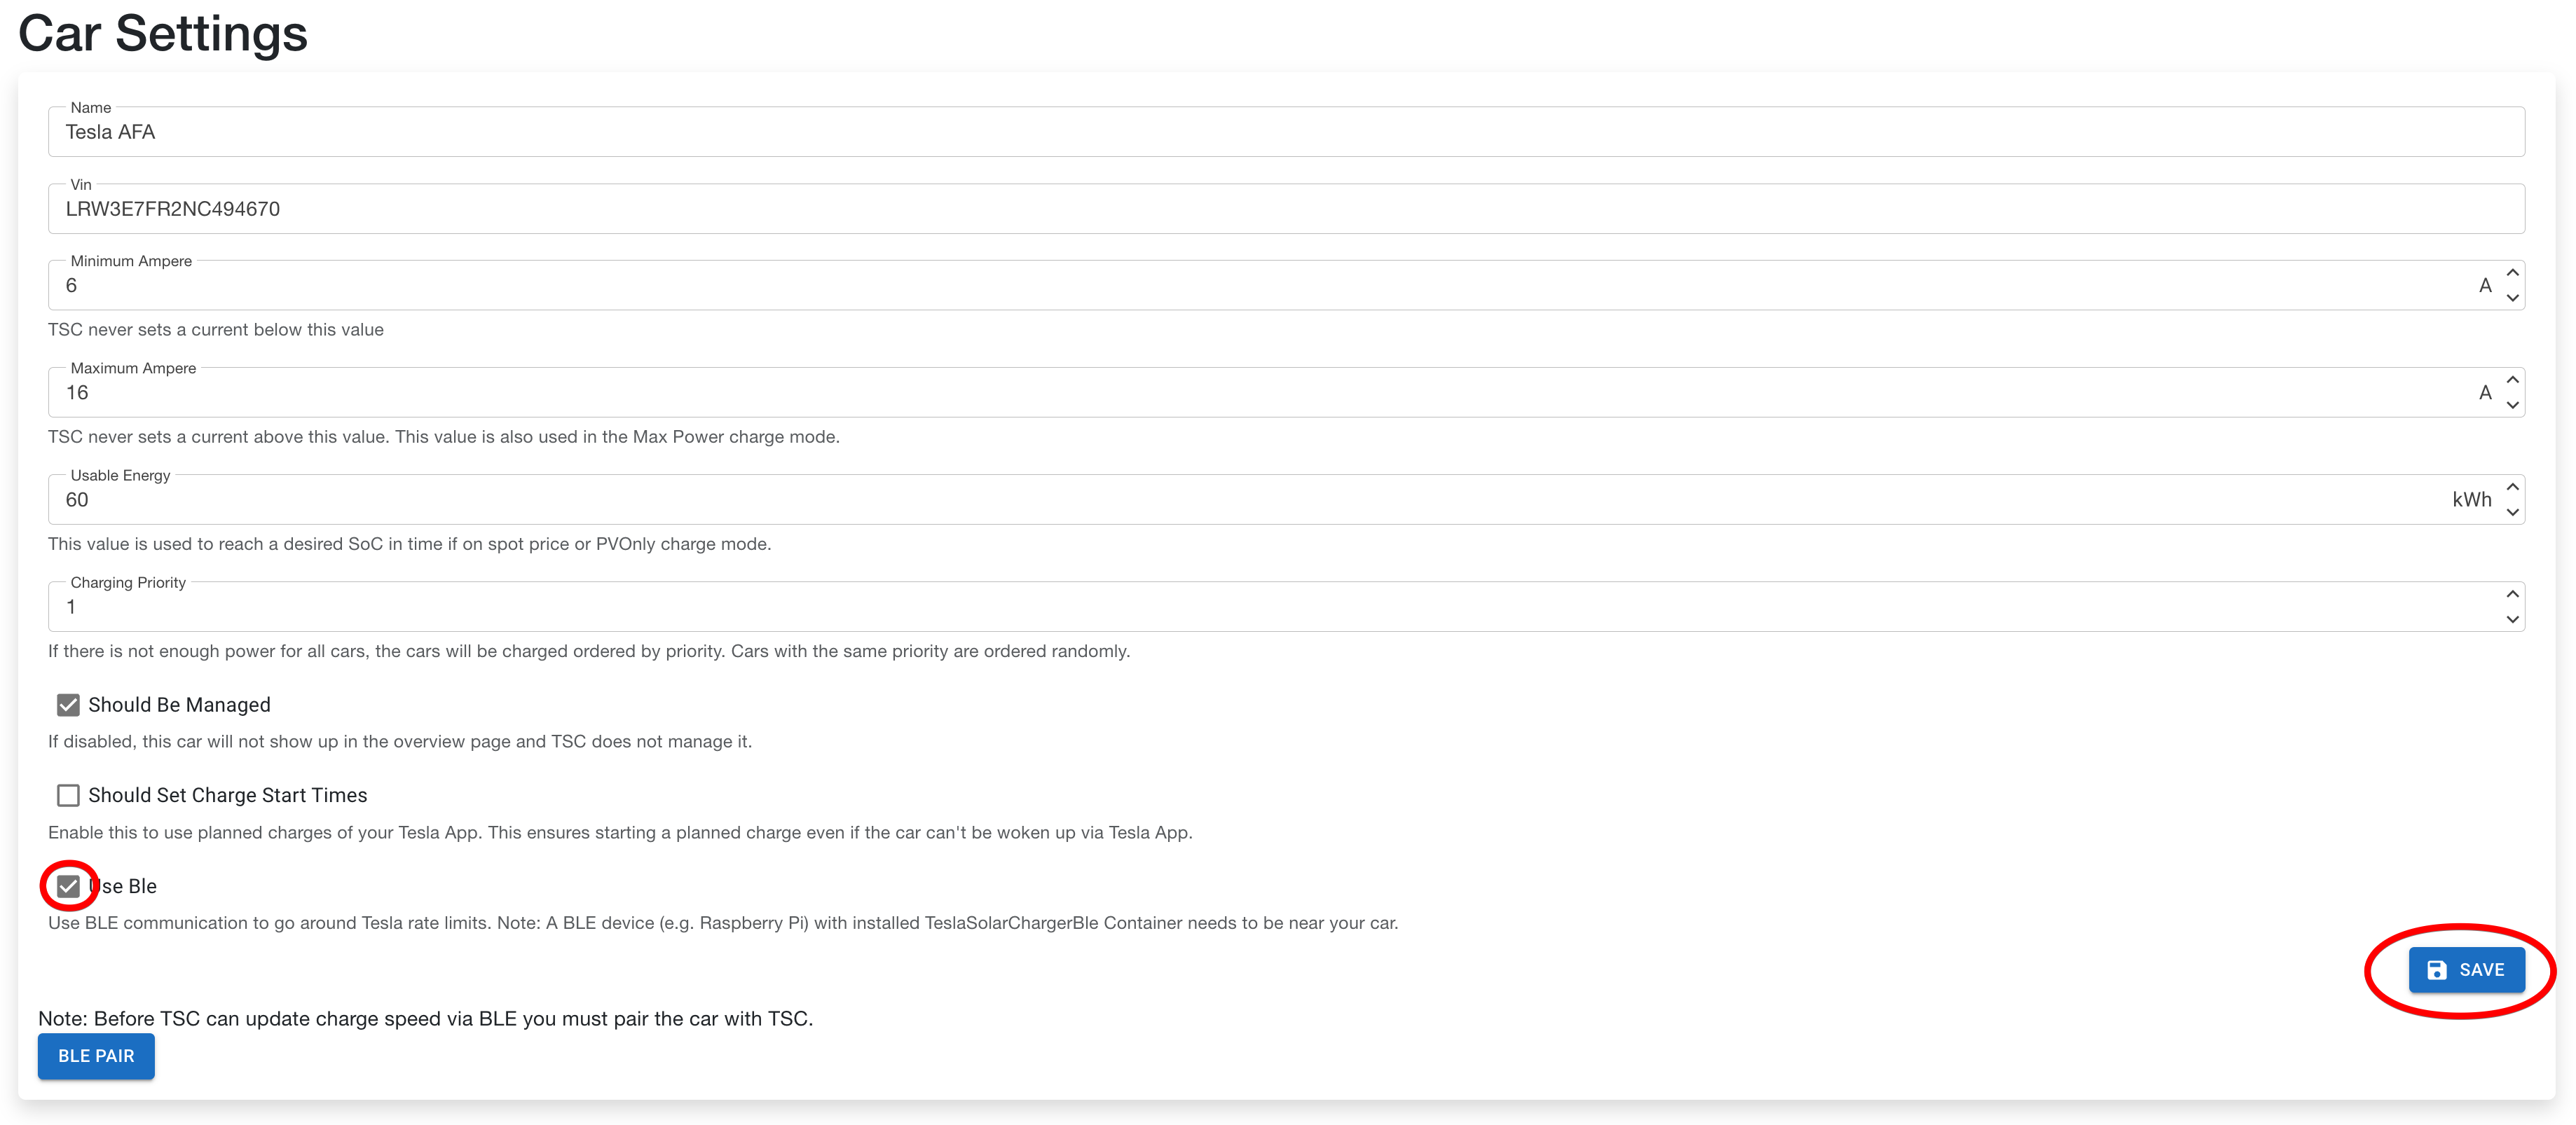 Car Settings
Name
Tesla AFA
Vin
LRW3E7FR2NC494670
Minimum Ampere
6 A
TSC never sets a current below this value
Maximum Ampere
16 A
TSC never sets a current above this value. This value is also used in the Max Power charge mode.
Usable Energy
60 kWh
This value is used to reach a desired SoC in time if on spot price or PVOnly charge mode.
Charging Priority
1
If there is not enough power for all cars, the cars will be charged ordered by priority. Cars with the same priority are ordered randomly.
Should Be Managed
If disabled, this car will not show up in the overview page and TSC does not manage it.
Should Set Charge Start Times
Enable this to use planned charges of your Tesla App. This ensures starting a planned charge even if the car can't be woken up via Tesla App.
Use Ble
Use BLE communication to go around Tesla rate limits. Note: A BLE device (e.g. Raspberry Pi) with installed TeslaSolarChargerBle Container needs to be near your car.
SAVE
Note: Before TSC can update charge speed via BLE you must pair the car with TSC.
BLE PAIR